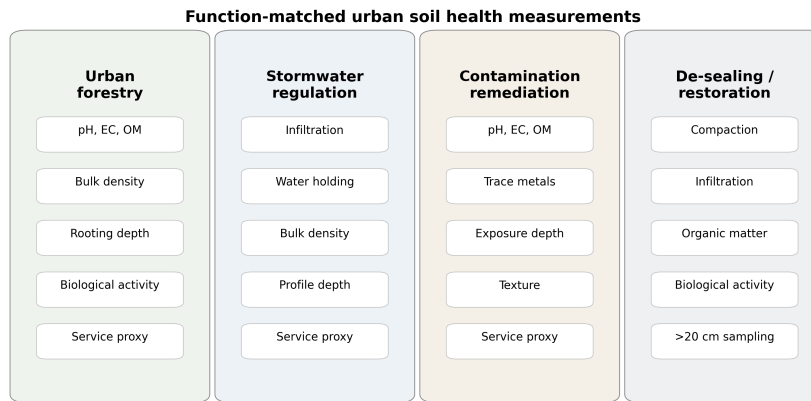 Function-matched urban soil health measurements
Urban
forestry
pH, EC, OM
Bulk density
Rooting depth
Biological activity
Service proxy
Stormwater
regulation
Infiltration
Water holding
Bulk density
Profile depth
Service proxy
Contamination
remediation
pH, EC, OM
Trace metals
Exposure depth
Texture
Service proxy
De-sealing /
restoration
Compaction
Infiltration
Organic matter
Biological activity
>20 cm sampling